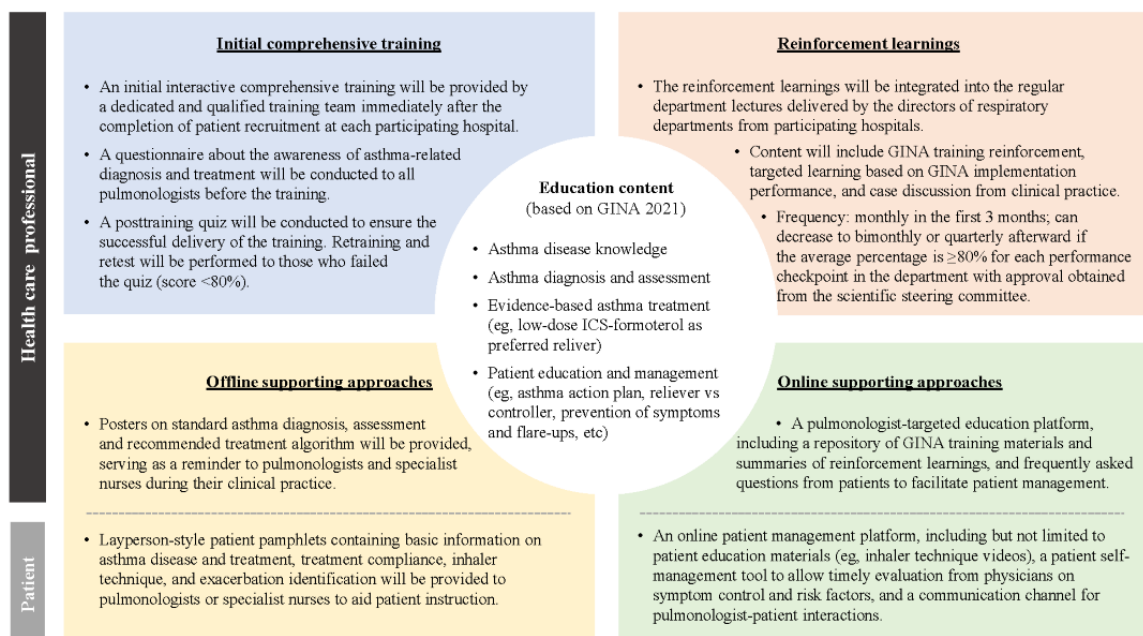 Health care professional
Initial comprehensive training
• An initial interactive comprehensive training will be provided by
a dedicated and qualified training team immediately after the
completion of patient recruitment at each participating hospital.
• A questionnaire about the awareness of asthma-related
diagnosis and treatment will be conducted to all
pulmonologists before the training.
• A posttraining quiz will be conducted to ensure the
successful delivery of the training. Retraining and
retest will be performed to those who failed
the quiz (score <80%).
Reinforcement learnings
• The reinforcement learnings will be integrated into the regular
department lectures delivered by the directors of respiratory
departments from participating hospitals.
• Content will include GINA training reinforcement,
targeted learning based on GINA implementation
performance, and case discussion from clinical practice.
• Frequency: monthly in the first 3 months; can
decrease to bimonthly or quarterly afterward if
the average percentage is ≥80% for each performance
checkpoint in the department with approval obtained
from the scientific steering committee.
Education content
(based on GINA 2021)
• Asthma disease knowledge
• Asthma diagnosis and assessment
• Evidence-based asthma treatment
(eg, low-dose ICS-formoterol as
preferred reliver)
• Patient education and management
(eg, asthma action plan, reliever vs
controller, prevention of symptoms
and flare-ups, etc)
Offline supporting approaches
• Posters on standard asthma diagnosis, assessment
and recommended treatment algorithm will be provided,
serving as a reminder to pulmonologists and specialist
nurses during their clinical practice.
Online supporting approaches
• A pulmonologist-targeted education platform,
including a repository of GINA training materials and
summaries of reinforcement learnings, and frequently asked
questions from patients to facilitate patient management.
Patient
• Layperson-style patient pamphlets containing basic information on
asthma disease and treatment, treatment compliance, inhaler
technique, and exacerbation identification will be provided to
pulmonologists or specialist nurses to aid patient instruction.
• An online patient management platform, including but not limited to
patient education materials (eg, inhaler technique videos), a patient self-
management tool to allow timely evaluation from physicians on
symptom control and risk factors, and a communication channel for
pulmonologist-patient interactions.